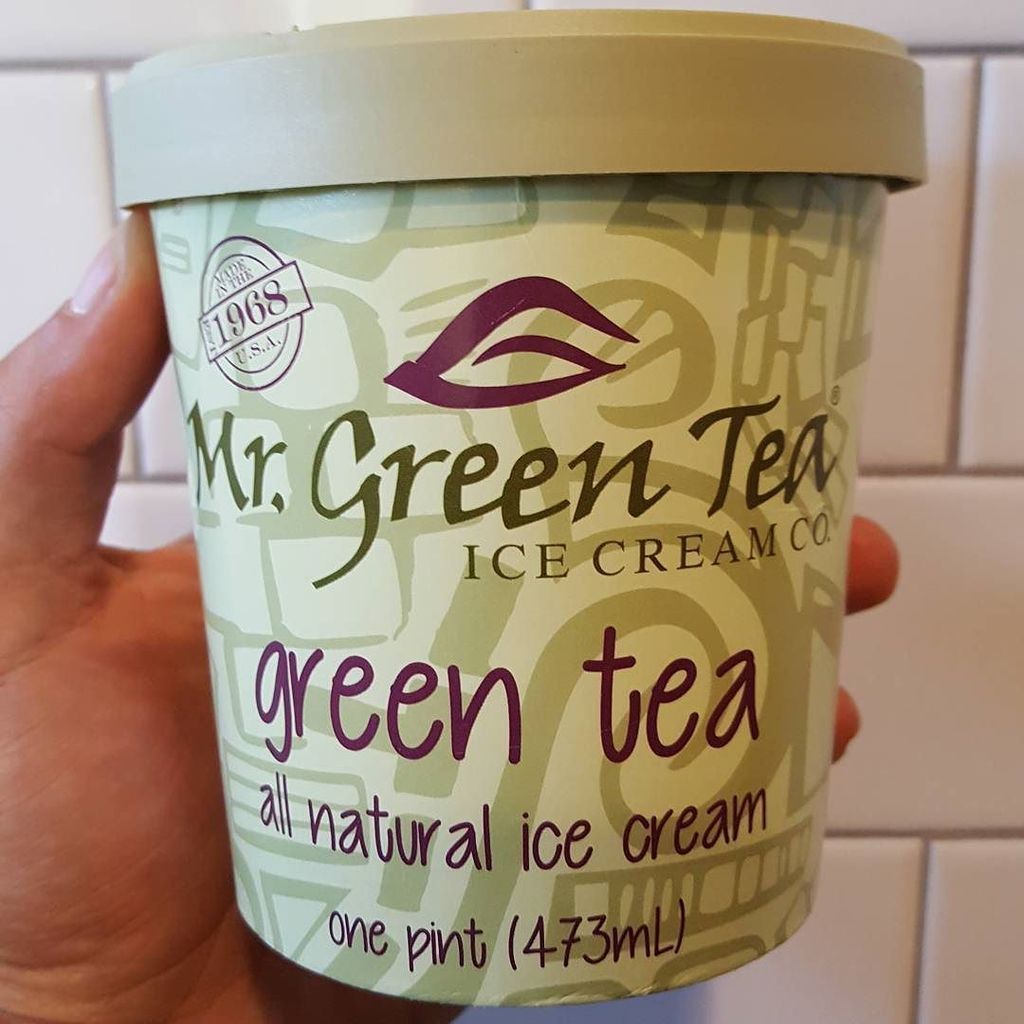 MADE
IN THE
SINCE 1968
U.S.A.
Mr. Green Tea®
ICE CREAM CO.
green tea
all natural ice cream
one pint (473mL)